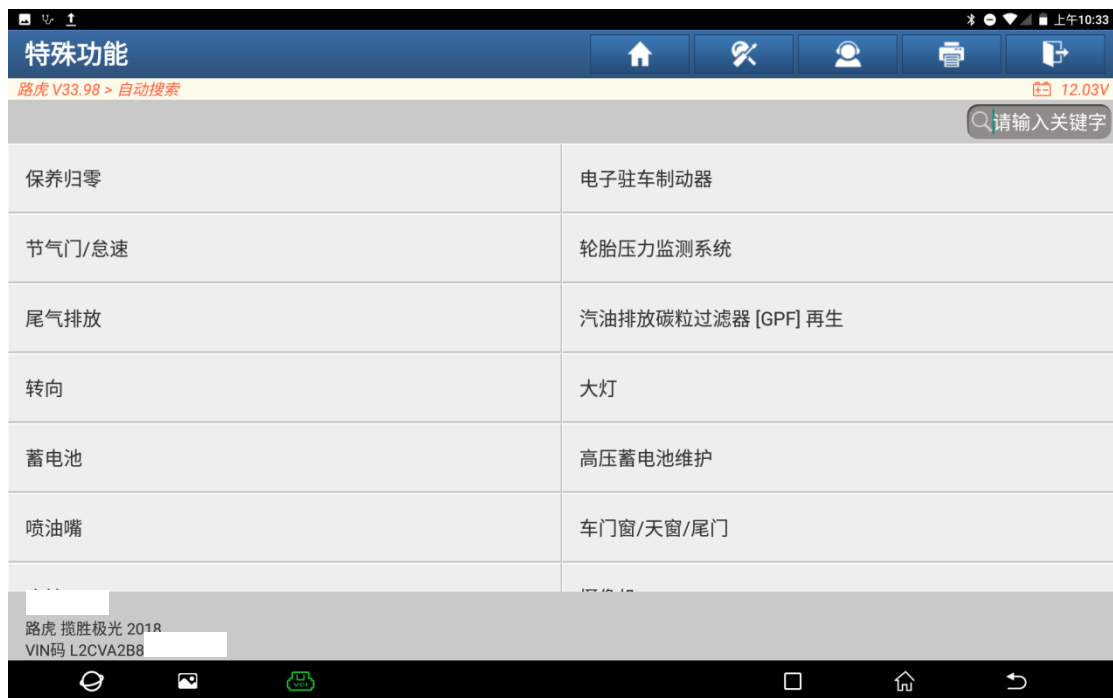 上午10:33
特殊功能
路虎 V33.98 > 自动搜索
12.03V
请输入关键字
保养归零
电子驻车制动器
节气门/怠速
轮胎压力监测系统
尾气排放
汽油排放碳粒过滤器 [GPF] 再生
转向
大灯
蓄电池
高压蓄电池维护
喷油嘴
车门窗/天窗/尾门
路虎 揽胜极光 2018
VIN码 L2CVA2B8
VCI